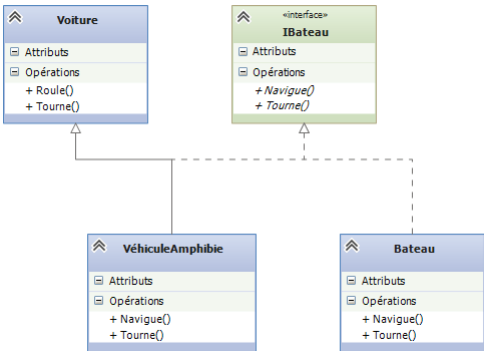 Voiture
Attributs
Opérations
+ Roule()
+ Tourne()
«interface»
IBateau
Attributs
Opérations
+ Navigue()
+ Tourne()
VéhiculeAmphibie
Attributs
Opérations
+ Navigue()
+ Tourne()
Bateau
Attributs
Opérations
+ Navigue()
+ Tourne()